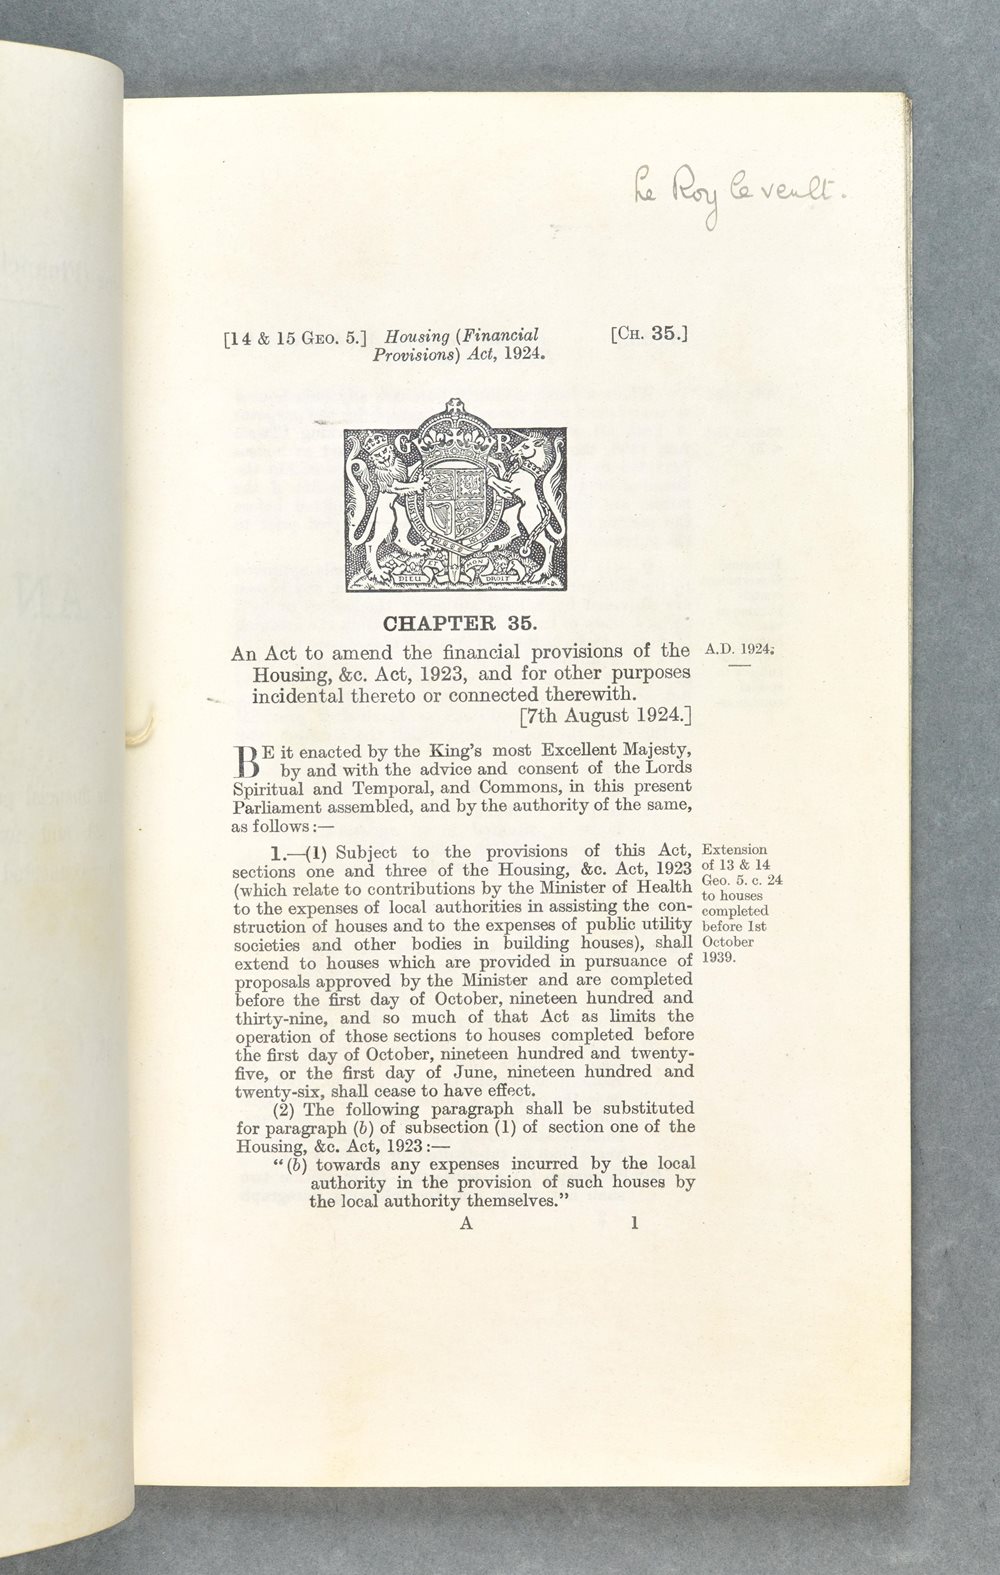 Le Roy le veult.
[14 & 15 GEO. 5.] Housing (Financial [CH. 35.]
Provisions) Act, 1924.
G R
DIEU ET MON DROIT
CHAPTER 35.
An Act to amend the financial provisions of the
Housing, &c. Act, 1923, and for other purposes
incidental thereto or connected therewith.
[7th August 1924.]
A.D. 1924.
BE it enacted by the King's most Excellent Majesty,
by and with the advice and consent of the Lords
Spiritual and Temporal, and Commons, in this present
Parliament assembled, and by the authority of the same,
as follows:—
1.—(1) Subject to the provisions of this Act,
sections one and three of the Housing, &c. Act, 1923
(which relate to contributions by the Minister of Health
to the expenses of local authorities in assisting the con-
struction of houses and to the expenses of public utility
societies and other bodies in building houses), shall
extend to houses which are provided in pursuance of
proposals approved by the Minister and are completed
before the first day of October, nineteen hundred and
thirty-nine, and so much of that Act as limits the
operation of those sections to houses completed before
the first day of October, nineteen hundred and twenty-
five, or the first day of June, nineteen hundred and
twenty-six, shall cease to have effect.
Extension
of 13 & 14
Geo. 5. c. 24
to houses
completed
before 1st
October
1939.
(2) The following paragraph shall be substituted
for paragraph (b) of subsection (1) of section one of the
Housing, &c. Act, 1923:—
"(b) towards any expenses incurred by the local
authority in the provision of such houses by
the local authority themselves."
A 1